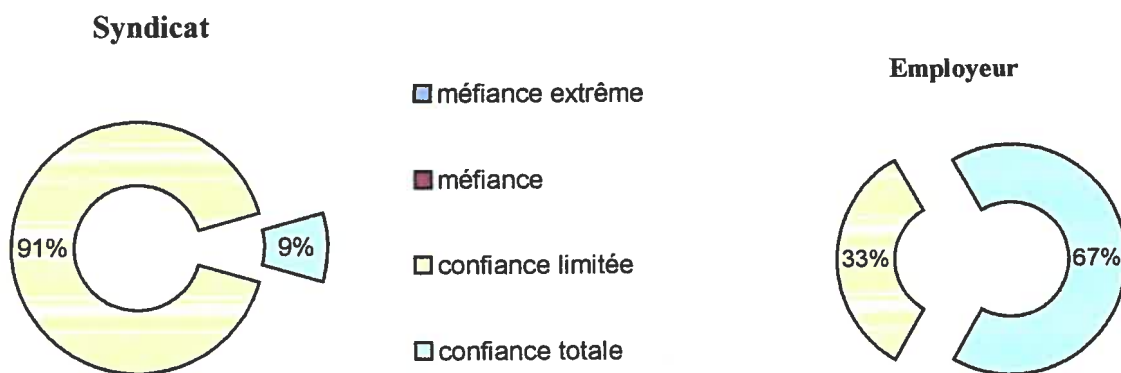 Syndicat
91%
9%
méfiance extrême
méfiance
confiance limitée
confiance totale
Employeur
33%
67%